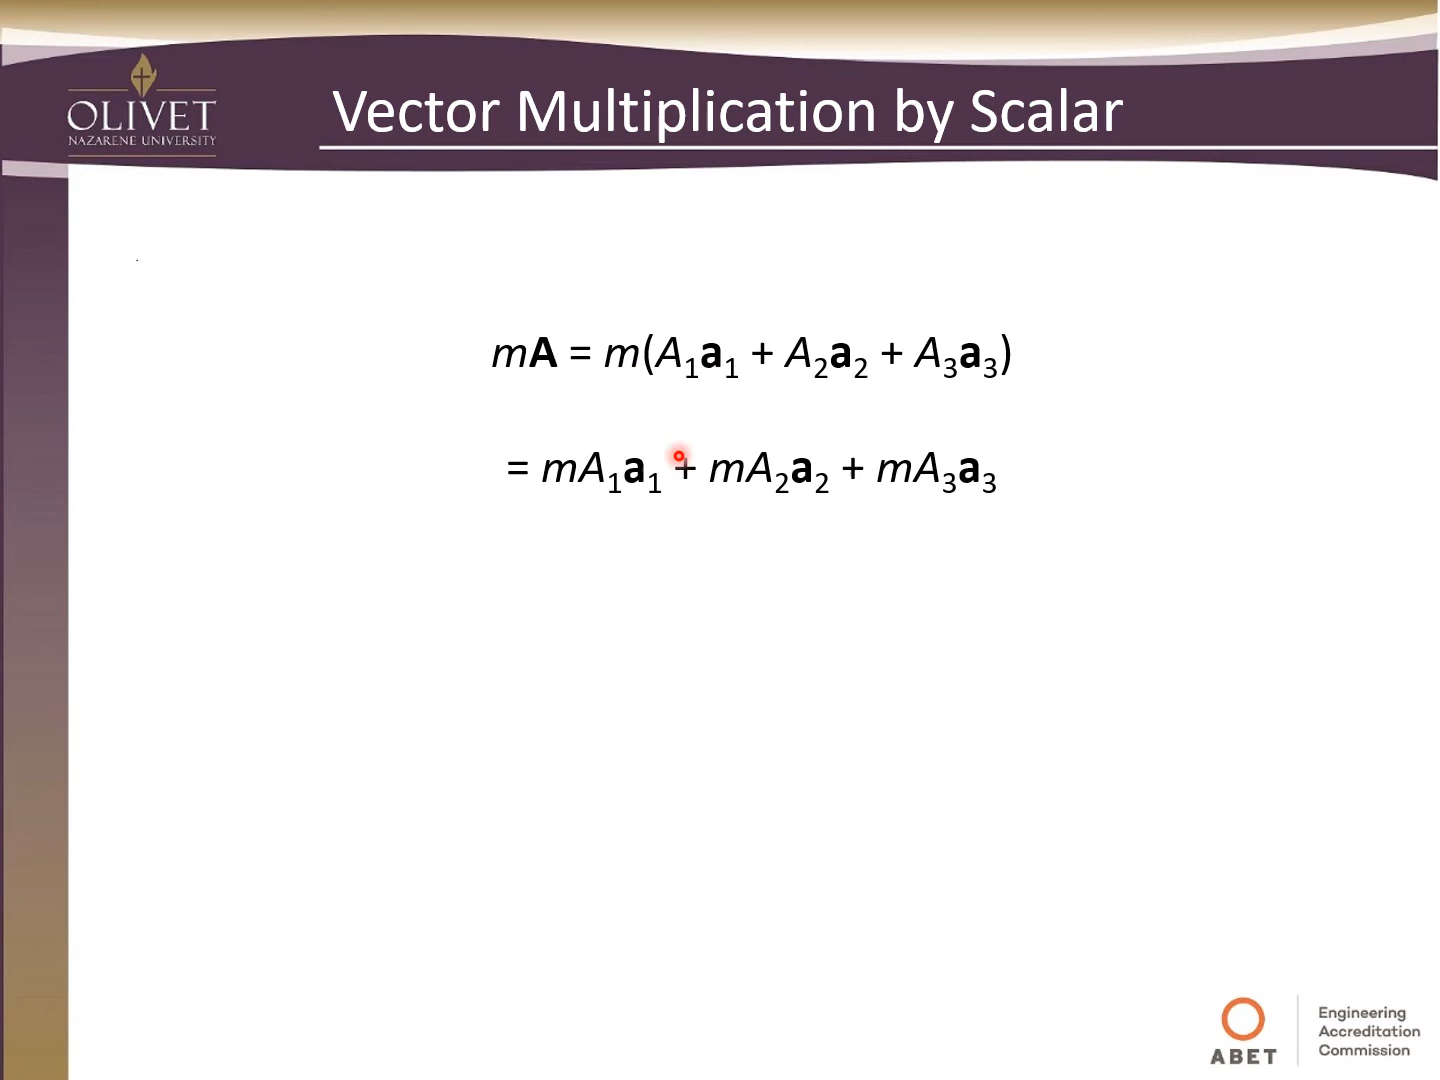 OLIVET
NAZARENE UNIVERSITY
Vector Multiplication by Scalar
mA = m(A₁a₁ + A₂a₂ + A₃a₃)
= mA₁a₁ + mA₂a₂ + mA₃a₃
ABET
Engineering
Accreditation
Commission